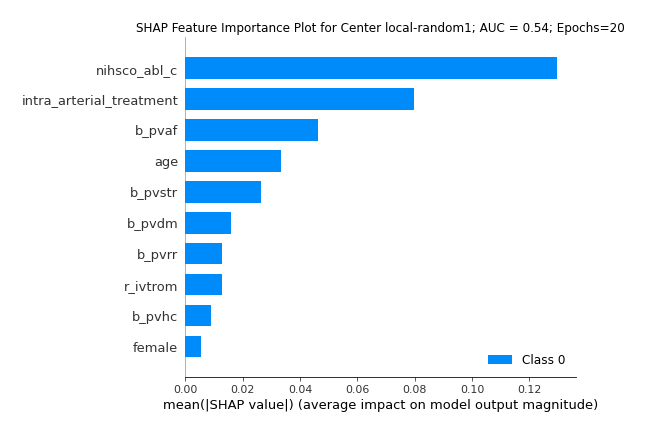 SHAP Feature Importance Plot for Center local-random1; AUC = 0.54; Epochs=20
nihsco_abl_c
intra_arterial_treatment
b_pvaf
age
b_pvstr
b_pvdm
b_pvrr
r_ivtrom
b_pvhc
female
Class 0
0.00 0.02 0.04 0.06 0.08 0.10 0.12
mean(|SHAP value|) (average impact on model output magnitude)